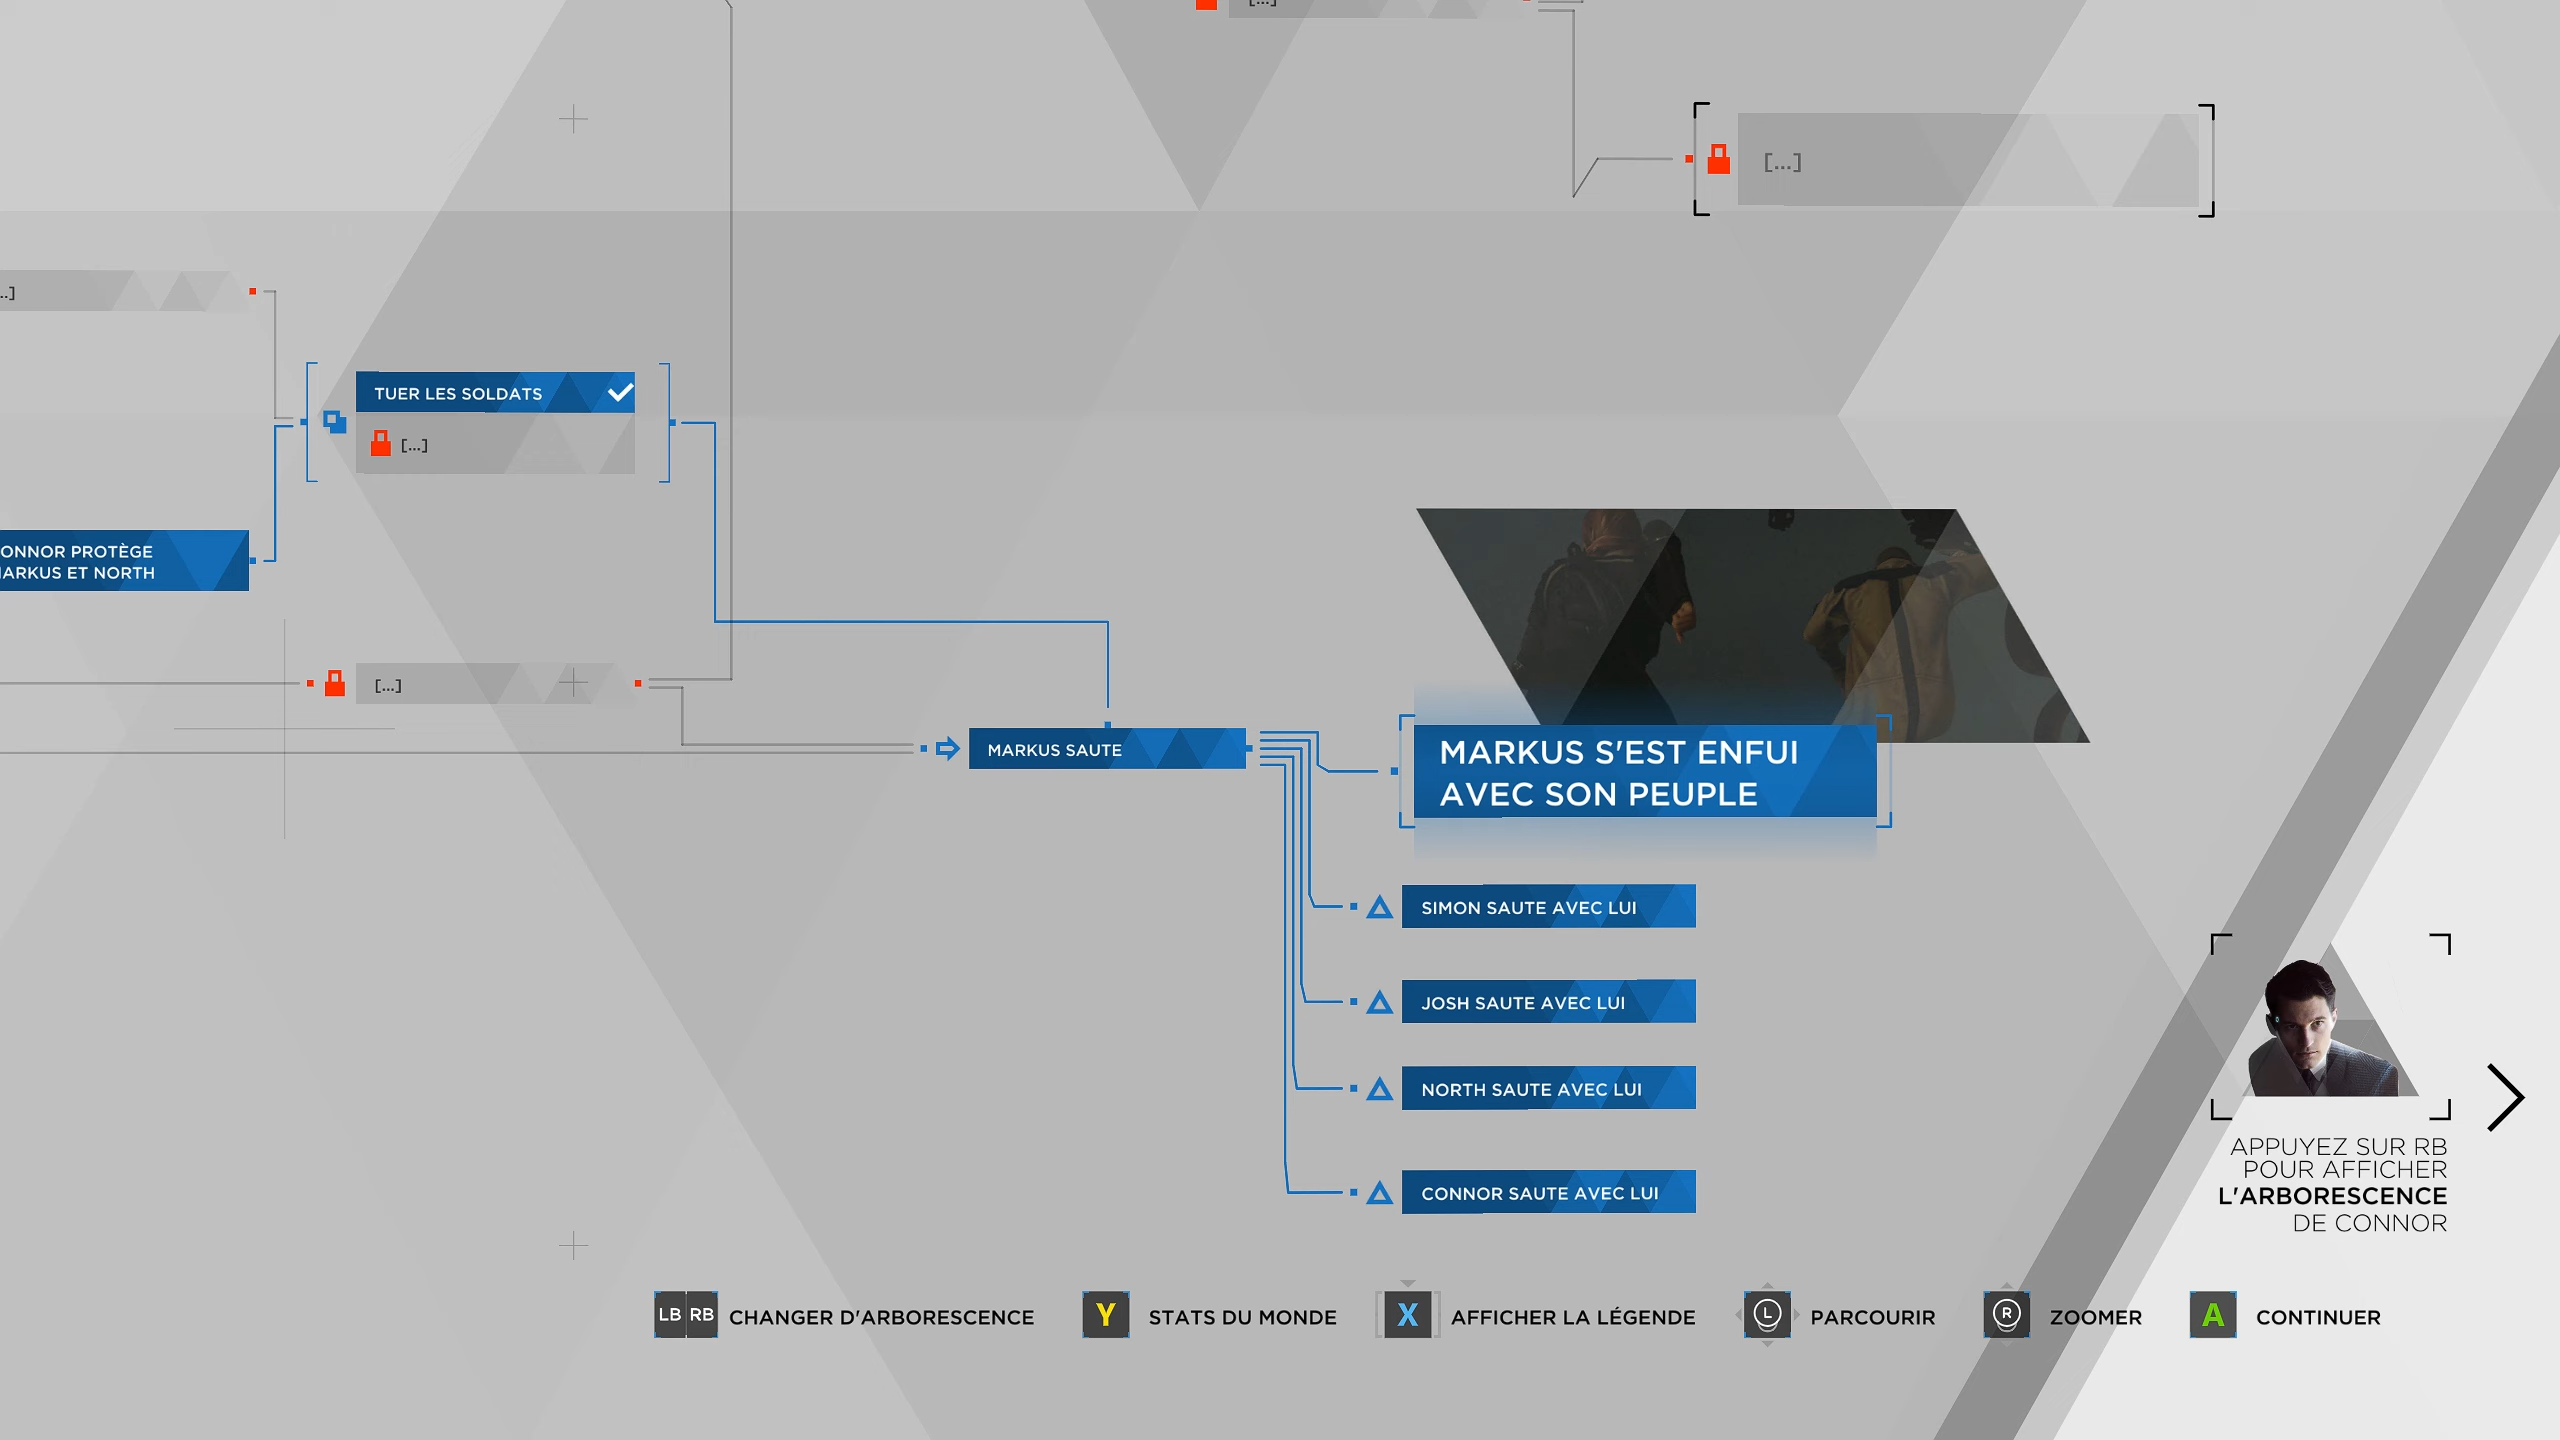 [...]
[...]
...]
TUER LES SOLDATS
[...]
ONNOR PROTÈGE
ARKUS ET NORTH
[...]
MARKUS SAUTE
MARKUS S'EST ENFUI
AVEC SON PEUPLE
SIMON SAUTE AVEC LUI
JOSH SAUTE AVEC LUI
NORTH SAUTE AVEC LUI
CONNOR SAUTE AVEC LUI
APPUYEZ SUR RB
POUR AFFICHER
L'ARBORESCENCE
DE CONNOR
LB RB CHANGER D'ARBORESCENCE Y STATS DU MONDE X AFFICHER LA LÉGENDE L PARCOURIR R ZOOMER A CONTINUER